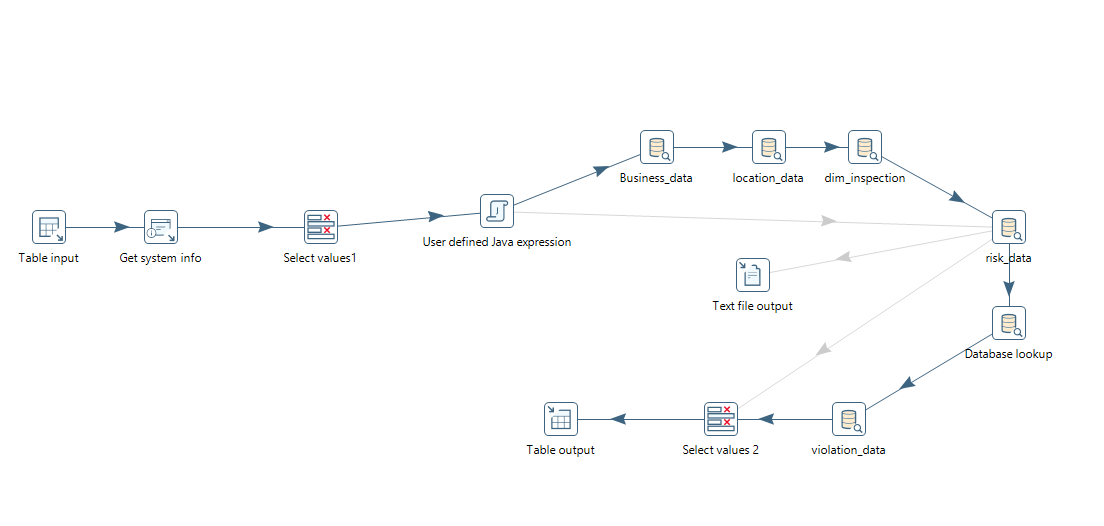 Business_data
location_data
dim_inspection
Table input
Get system info
Select values1
User defined Java expression
risk_data
Text file output
Database lookup
Table output
Select values 2
violation_data